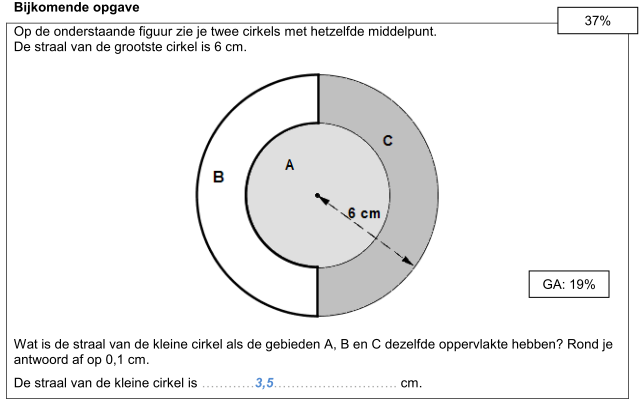 Bijkomende opgave
37%
Op de onderstaande figuur zie je twee cirkels met hetzelfde middelpunt.
De straal van de grootste cirkel is 6 cm.
C
A
B
6 cm
GA: 19%
Wat is de straal van de kleine cirkel als de gebieden A, B en C dezelfde oppervlakte hebben? Rond je
antwoord af op 0,1 cm.
De straal van de kleine cirkel is ............3,5............................... cm.